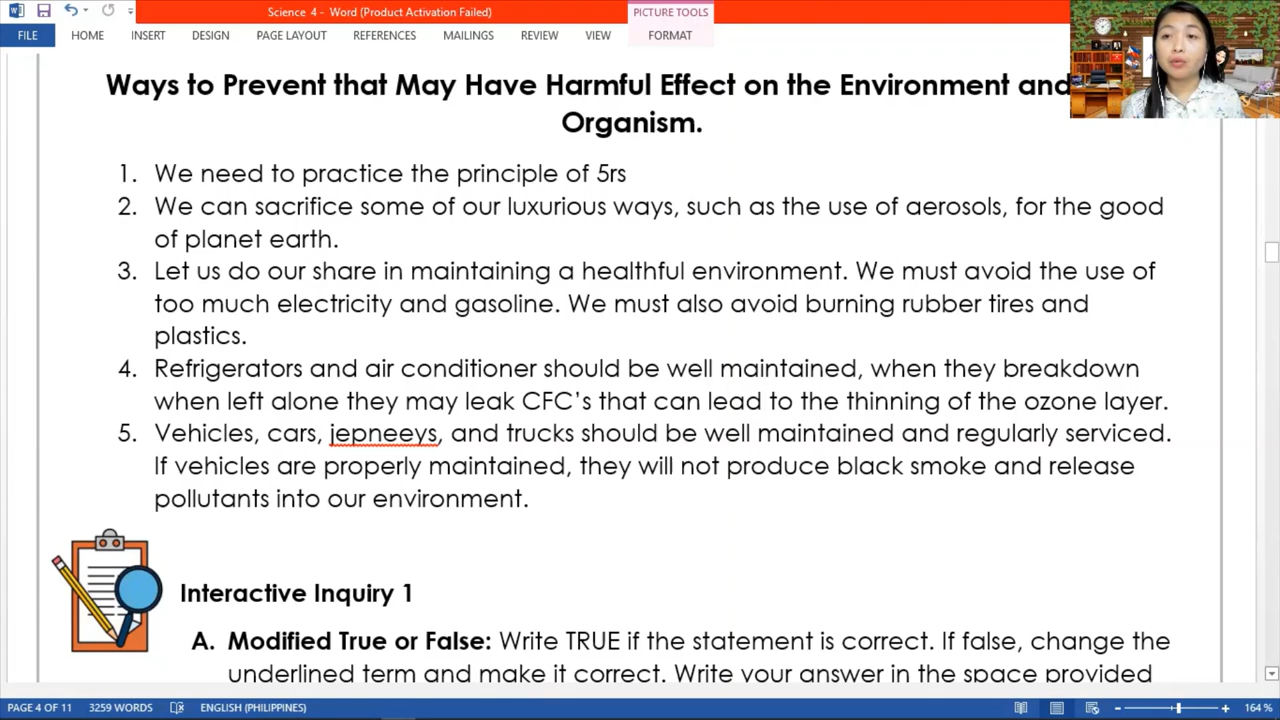 Science 4 - Word (Product Activation Failed)
PICTURE TOOLS
FILE HOME INSERT DESIGN PAGE LAYOUT REFERENCES MAILINGS REVIEW VIEW FORMAT
Ways to Prevent that May Have Harmful Effect on the Environment and
Organism.
1. We need to practice the principle of 5rs
2. We can sacrifice some of our luxurious ways, such as the use of aerosols, for the good
of planet earth.
3. Let us do our share in maintaining a healthful environment. We must avoid the use of
too much electricity and gasoline. We must also avoid burning rubber tires and
plastics.
4. Refrigerators and air conditioner should be well maintained, when they breakdown
when left alone they may leak CFC’s that can lead to the thinning of the ozone layer.
5. Vehicles, cars, jepneeys, and trucks should be well maintained and regularly serviced.
If vehicles are properly maintained, they will not produce black smoke and release
pollutants into our environment.
Interactive Inquiry 1
A. Modified True or False: Write TRUE if the statement is correct. If false, change the
underlined term and make it correct. Write your answer in the space provided
PAGE 4 OF 11 3259 WORDS ENGLISH (PHILIPPINES) 164 %